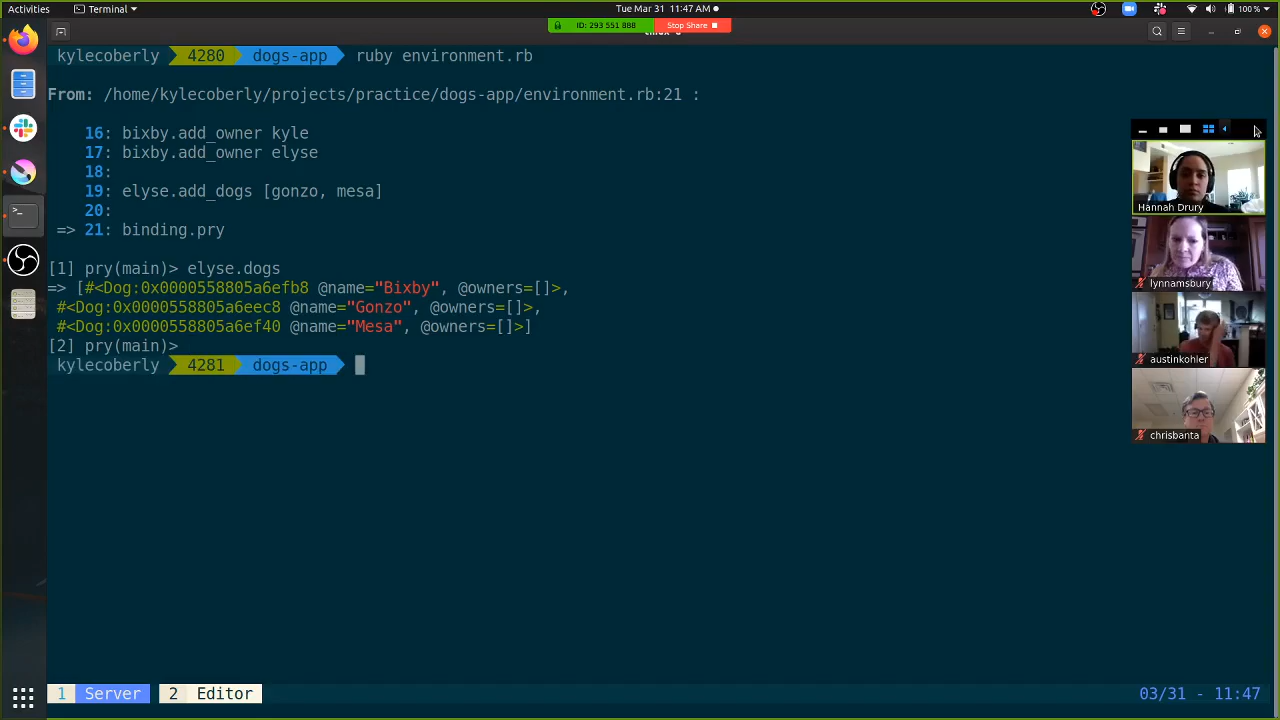 Activities
Terminal
Tue Mar 31 11:47 AM
100 %
ID: 293 551 888
Stop Share
kylecoberly 4280 dogs-app ruby environment.rb
From: /home/kylecoberly/projects/practice/dogs-app/environment.rb:21 :
16: bixby.add_owner kyle
17: bixby.add_owner elyse
18:
19: elyse.add_dogs [gonzo, mesa]
20:
=> 21: binding.pry
[1] pry(main)> elyse.dogs
=> [#<Dog:0x0000558805a6efb8 @name="Bixby", @owners=[]>,
#<Dog:0x0000558805a6eec8 @name="Gonzo", @owners=[]>,
#<Dog:0x0000558805a6ef40 @name="Mesa", @owners=[]>]
[2] pry(main)>
kylecoberly 4281 dogs-app
Hannah Drury
lynnamsbury
austinkohler
chrisbanta
1 Server 2 Editor
03/31 - 11:47